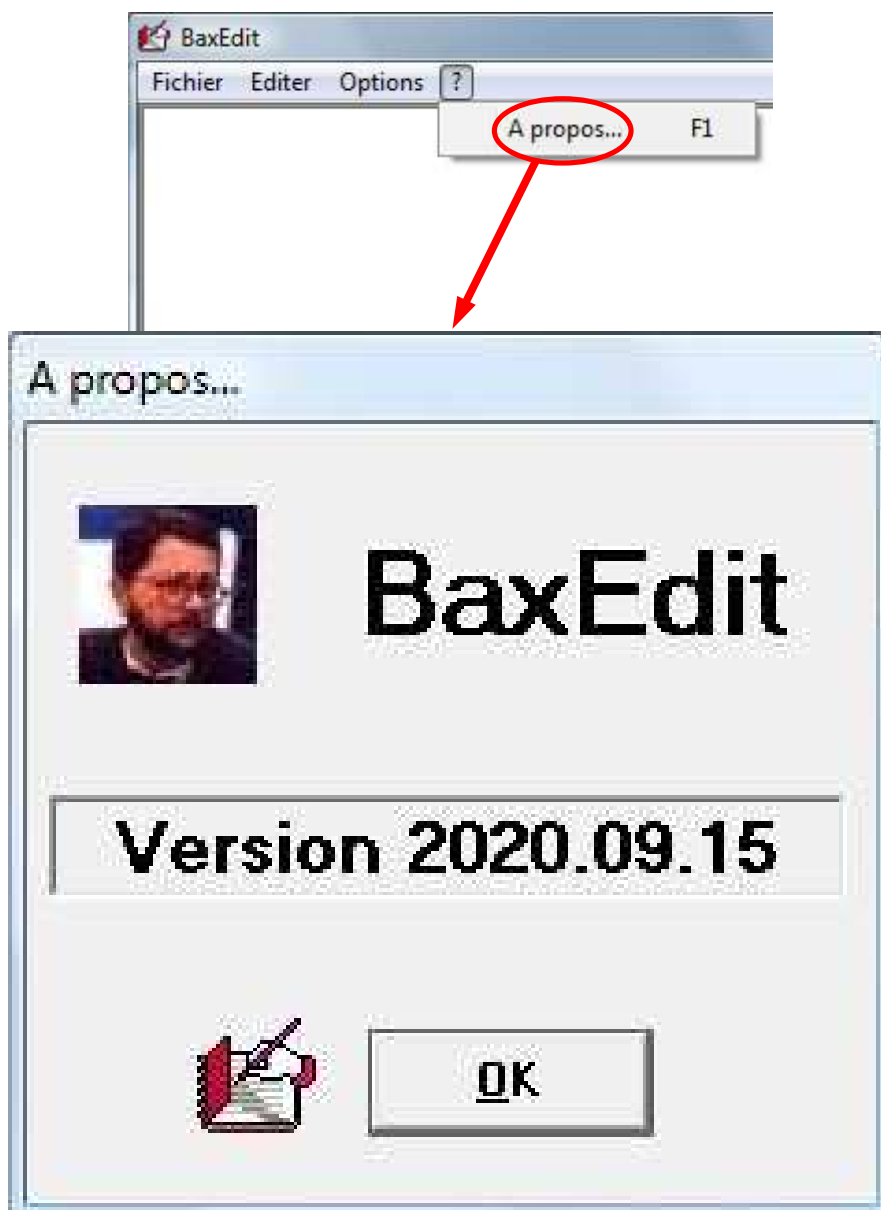 BaxEdit
Fichier Editer Options ?
A propos... F1
A propos...
BaxEdit
Version 2020.09.15
OK